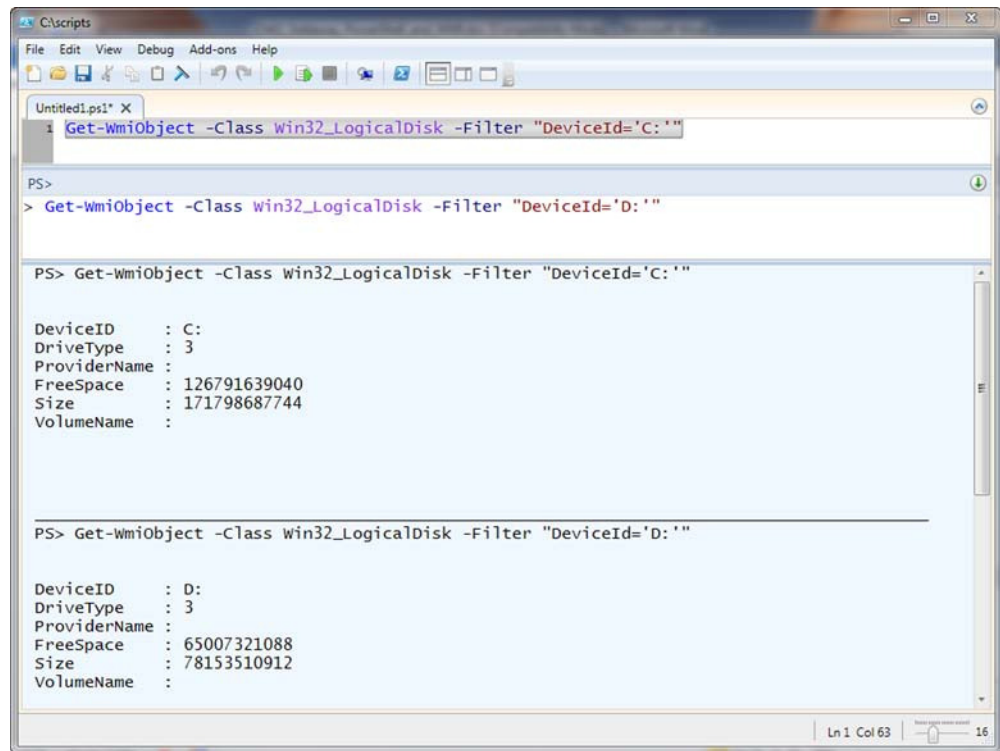 C:\scripts
File Edit View Debug Add-ons Help
Untitled1.ps1* X
1 Get-WmiObject -Class Win32_LogicalDisk -Filter "DeviceId='C:'"
PS>
> Get-WmiObject -Class Win32_LogicalDisk -Filter "DeviceId='D:'"
PS> Get-WmiObject -Class Win32_LogicalDisk -Filter "DeviceId='C:'"
DeviceID : C:
DriveType : 3
ProviderName :
FreeSpace : 126791639040
Size : 171798687744
VolumeName :
PS> Get-WmiObject -Class Win32_LogicalDisk -Filter "DeviceId='D:'"
DeviceID : D:
DriveType : 3
ProviderName :
FreeSpace : 65007321088
Size : 78153510912
VolumeName :
Ln 1 Col 63 16